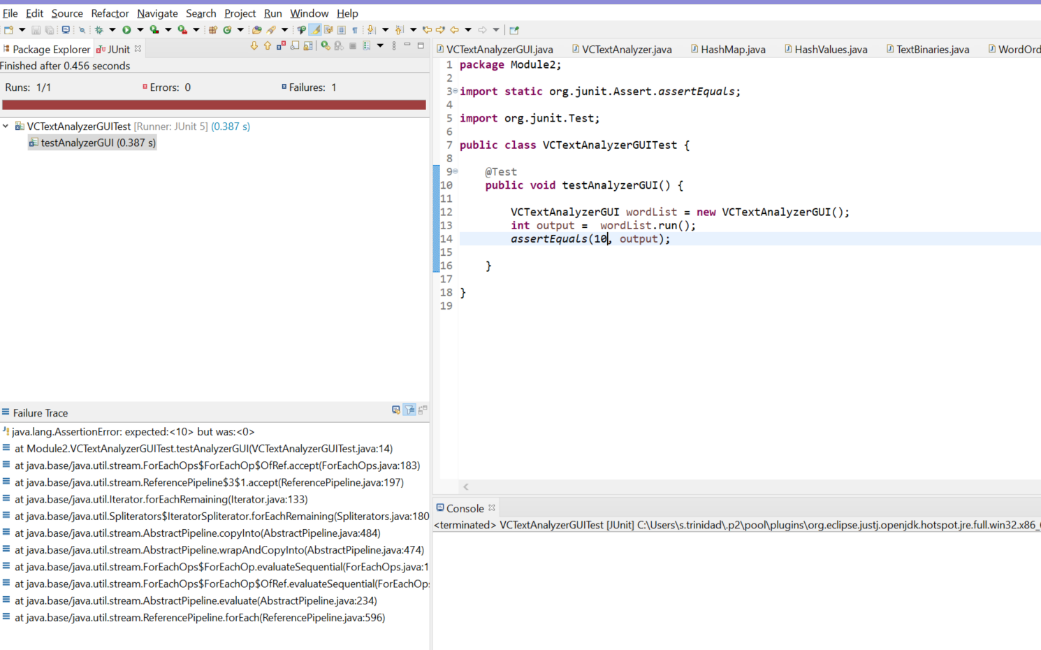 File Edit Source Refactor Navigate Search Project Run Window Help
Package Explorer JUnit
Finished after 0.456 seconds
Runs: 1/1 Errors: 0 Failures: 1
VCTextAnalyzerGUITest [Runner: JUnit 5] (0.387 s)
testAnalyzerGUI (0.387 s)
Failure Trace
java.lang.AssertionError: expected:<10> but was:<0>
at Module2.VCTextAnalyzerGUITest.testAnalyzerGUI(VCTextAnalyzerGUITest.java:14)
at java.base/java.util.stream.ForEachOps$ForEachOp$OfRef.accept(ForEachOps.java:183)
at java.base/java.util.stream.ReferencePipeline$3$1.accept(ReferencePipeline.java:197)
at java.base/java.util.Iterator.forEachRemaining(Iterator.java:133)
at java.base/java.util.Spliterators$IteratorSpliterator.forEachRemaining(Spliterators.java:180
at java.base/java.util.stream.AbstractPipeline.copyInto(AbstractPipeline.java:484)
at java.base/java.util.stream.AbstractPipeline.wrapAndCopyInto(AbstractPipeline.java:474)
at java.base/java.util.stream.ForEachOps$ForEachOp.evaluateSequential(ForEachOps.java:1
at java.base/java.util.stream.ForEachOps$ForEachOp$OfRef.evaluateSequential(ForEachOp
at java.base/java.util.stream.AbstractPipeline.evaluate(AbstractPipeline.java:234)
at java.base/java.util.stream.ReferencePipeline.forEach(ReferencePipeline.java:596)
VCTextAnalyzerGUI.java VCTextAnalyzer.java HashMap.java HashValues.java TextBinaries.java WordOrd
1 package Module2;
2
3 import static org.junit.Assert.assertEquals;
4
5 import org.junit.Test;
6
7 public class VCTextAnalyzerGUITest {
8
9 @Test
10 public void testAnalyzerGUI() {
11
12 VCTextAnalyzerGUI wordList = new VCTextAnalyzerGUI();
13 int output = wordList.run();
14 assertEquals(10, output);
15
16 }
17
18 }
19
Console
<terminated> VCTextAnalyzerGUITest [JUnit] C:\Users\s.trinidad\.p2\pool\plugins\org.eclipse.justj.openjdk.hotspot.jre.full.win32.x86_